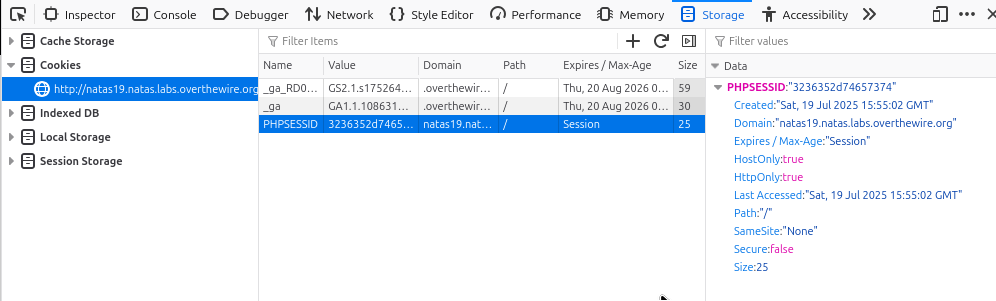 Inspector Console Debugger Network Style Editor Performance Memory Storage Accessibility
Cache Storage
Cookies
http://natas19.natas.labs.overthewire.org
Indexed DB
Local Storage
Session Storage
Filter Items
Name Value Domain Path Expires / Max-Age Size
_ga_RD0… GS2.1.s175264… .overthewir… / Thu, 20 Aug 2026 0… 59
_ga GA1.1.108631… .overthewir… / Thu, 20 Aug 2026 0… 30
PHPSESSID 3236352d7465… natas19.nat… / Session 25
Filter values
Data
PHPSESSID:"3236352d74657374"
Created:"Sat, 19 Jul 2025 15:55:02 GMT"
Domain:"natas19.natas.labs.overthewire.org"
Expires / Max-Age:"Session"
HostOnly:true
HttpOnly:true
Last Accessed:"Sat, 19 Jul 2025 15:55:02 GMT"
Path:"/"
SameSite:"None"
Secure:false
Size:25